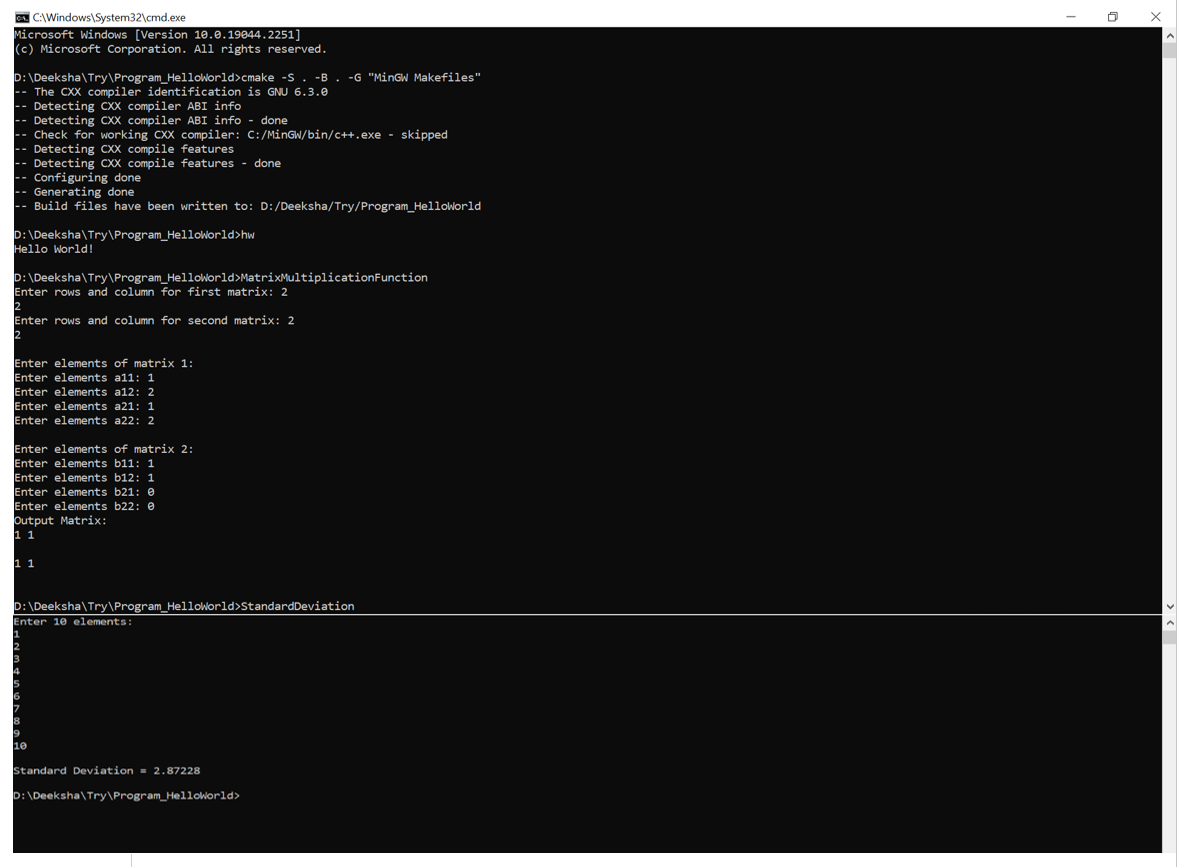 C:\Windows\System32\cmd.exe
Microsoft Windows [Version 10.0.19044.2251]
(c) Microsoft Corporation. All rights reserved.
D:\Deeksha\Try\Program_HelloWorld>cmake -S . -B . -G "MinGW Makefiles"
-- The CXX compiler identification is GNU 6.3.0
-- Detecting CXX compiler ABI info
-- Detecting CXX compiler ABI info - done
-- Check for working CXX compiler: C:/MinGW/bin/c++.exe - skipped
-- Detecting CXX compile features
-- Detecting CXX compile features - done
-- Configuring done
-- Generating done
-- Build files have been written to: D:/Deeksha/Try/Program_HelloWorld
D:\Deeksha\Try\Program_HelloWorld>hw
Hello World!
D:\Deeksha\Try\Program_HelloWorld>MatrixMultiplicationFunction
Enter rows and column for first matrix: 2
2
Enter rows and column for second matrix: 2
2
Enter elements of matrix 1:
Enter elements a11: 1
Enter elements a12: 2
Enter elements a21: 1
Enter elements a22: 2
Enter elements of matrix 2:
Enter elements b11: 1
Enter elements b12: 1
Enter elements b21: 0
Enter elements b22: 0
Output Matrix:
1 1
1 1
D:\Deeksha\Try\Program_HelloWorld>StandardDeviation
Enter 10 elements:
1
2
3
4
5
6
7
8
9
10
Standard Deviation = 2.87228
D:\Deeksha\Try\Program_HelloWorld>